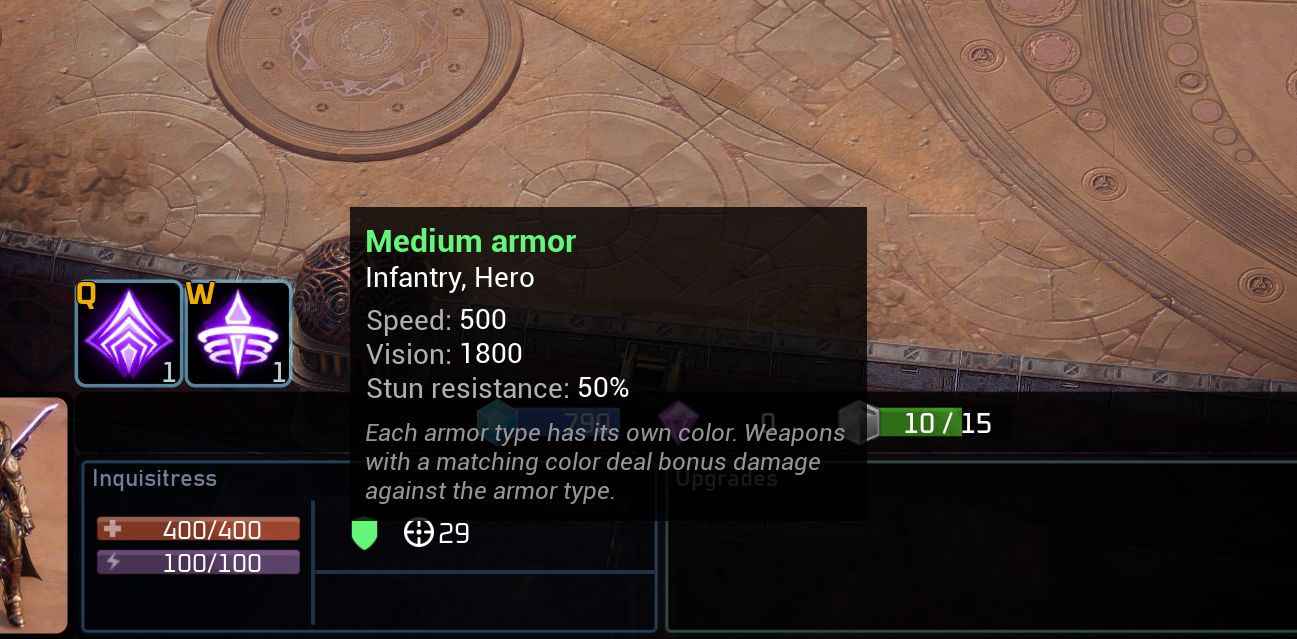 Medium armor
Infantry, Hero
Speed: 500
Vision: 1800
Stun resistance: 50%
Each armor type has its own color. Weapons
with a matching color deal bonus damage
against the armor type.
Q
W
1
1
790
0
10 / 15
Inquisitress
Upgrades
400/400
100/100
29